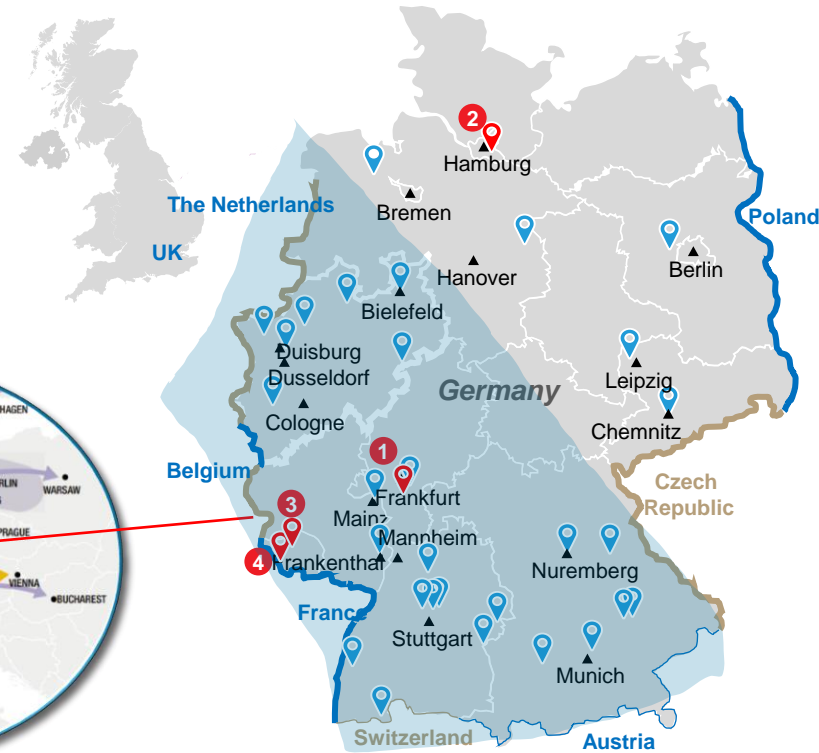 2
Hamburg
The Netherlands
Bremen
Poland
UK
Hanover
Berlin
Bielefeld
Duisburg
Dusseldorf
Germany
Leipzig
Cologne
Chemnitz
HAGEN
1
Belgium
Frankfurt
Czech
Republic
RLIN
WARSAW
Mainz
3
PRAGUE
Mannheim
4
Frankenthal
Nuremberg
VIENNA
BUCHAREST
France
Stuttgart
Munich
Switzerland
Austria